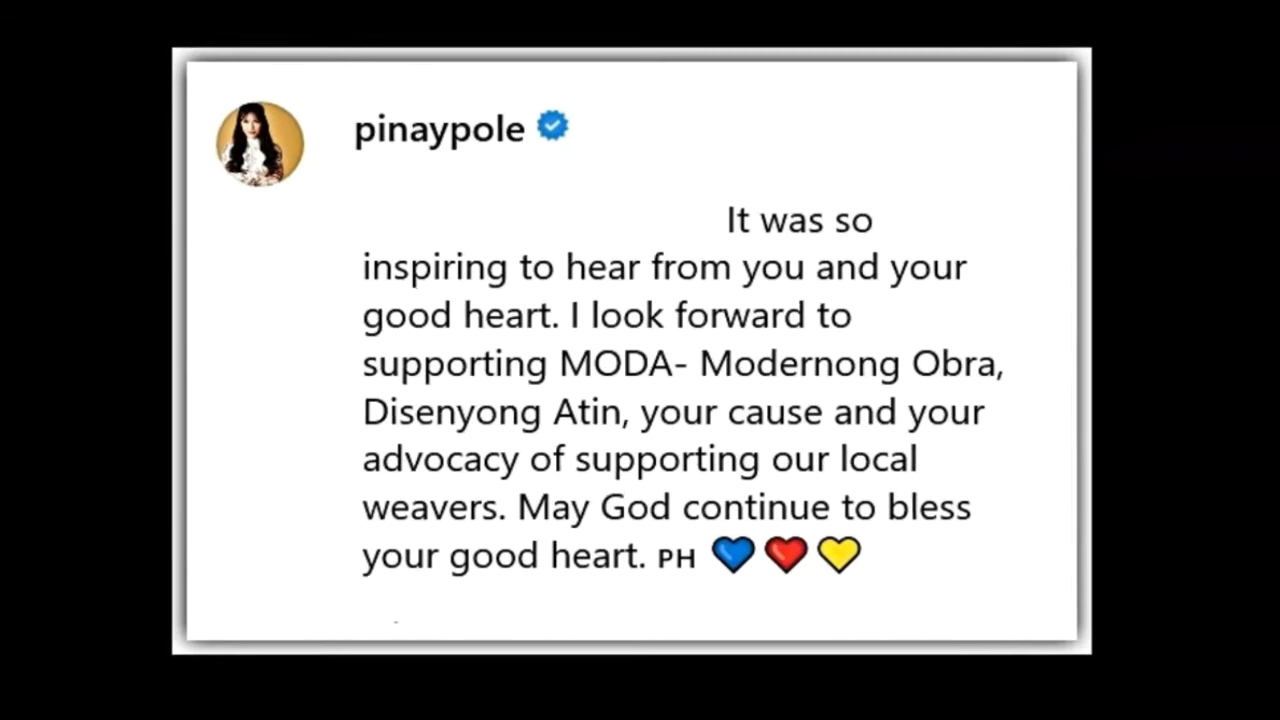 pinaypole
It was so
inspiring to hear from you and your
good heart. I look forward to
supporting MODA- Modernong Obra,
Disenyong Atin, your cause and your
advocacy of supporting our local
weavers. May God continue to bless
your good heart. PH 💙❤️💛